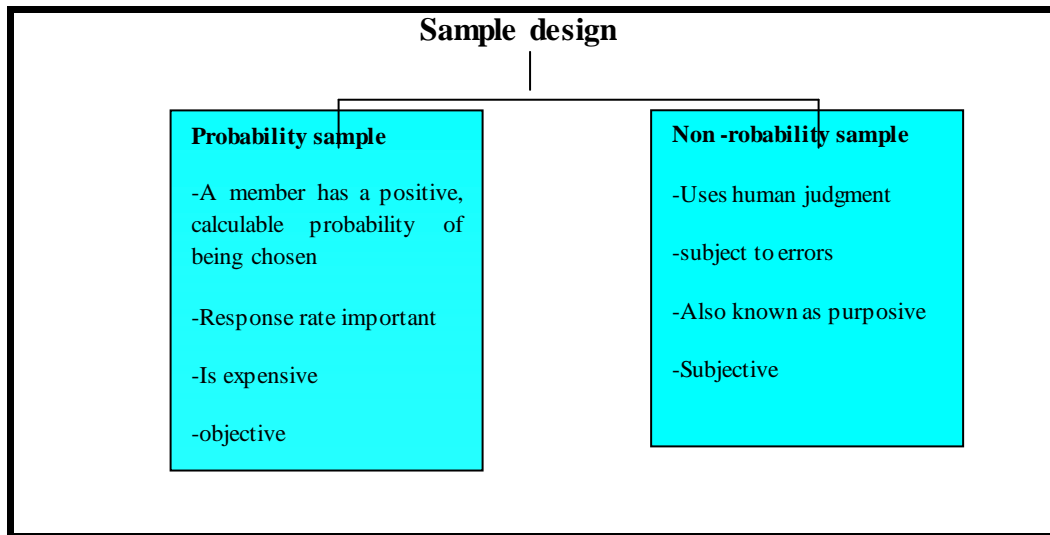 Sample design
Probability sample
-A member has a positive,
calculable probability of
being chosen
-Response rate important
-Is expensive
-objective
Non -robability sample
-Uses human judgment
-subject to errors
-Also known as purposive
-Subjective